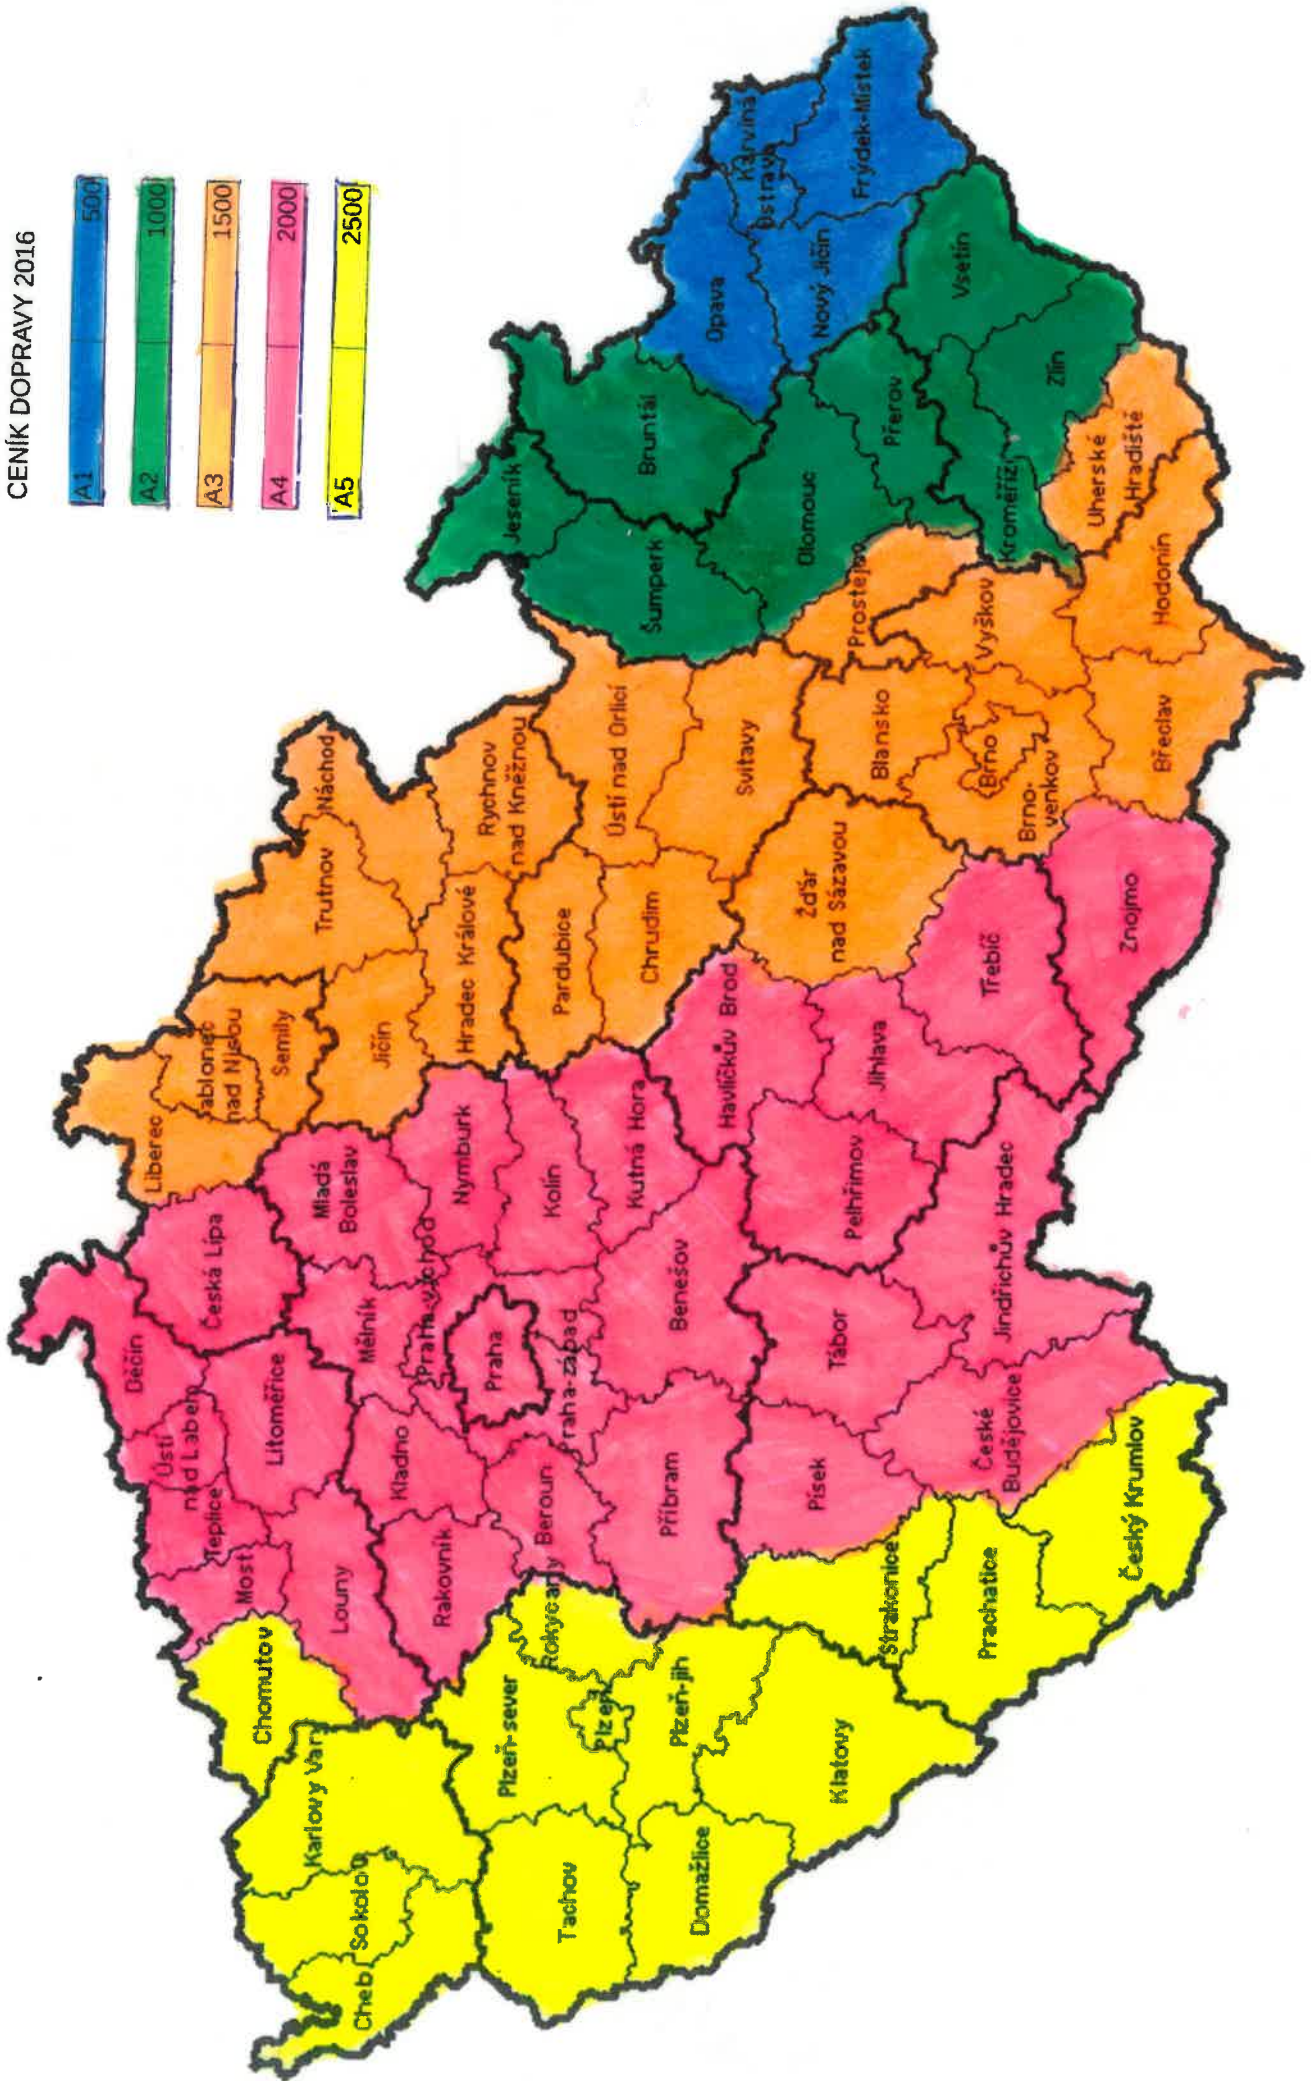 CENÍK DOPRAVY 2016
A1 500
A2 1000
A3 1500
A4 2000
A5 2500
Děčín
Liberec
Ústí
nad Labem
Teplice
Česká Lípa
Jablonec
nad Nisou
Most
Litoměřice
Semily
Trutnov
Náchod
Chomutov
Louny
Mladá
Boleslav
Jičín
Karlovy Vary
Kladno
Mělník
Sokolov
Cheb
Rakovník
Praha-východ
Nymburk
Hradec Králové
Rychnov
nad Kněžnou
Jeseník
Praha
Plzeň-sever
Rokycany
Beroun
Praha-západ
Kolín
Pardubice
Tachov
Plzeň
Ústí nad Orlicí
Šumperk
Bruntál
Kutná Hora
Chrudim
Domažlice
Plzeň-jih
Příbram
Benešov
Havlíčkův Brod
Svitavy
Opava
Karviná
Ostrava
Olomouc
Nový Jičín
Frýdek-Místek
Klatovy
Písek
Tábor
Pelhřimov
Jihlava
Žďár
nad Sázavou
Blansko
Prostějov
Přerov
Strakonice
Třebíč
Brno
Brno-
venkov
Vyškov
Kroměříž
Vsetín
Prachatice
České
Budějovice
Jindřichův Hradec
Zlín
Uherské
Hradiště
Český Krumlov
Znojmo
Břeclav
Hodonín